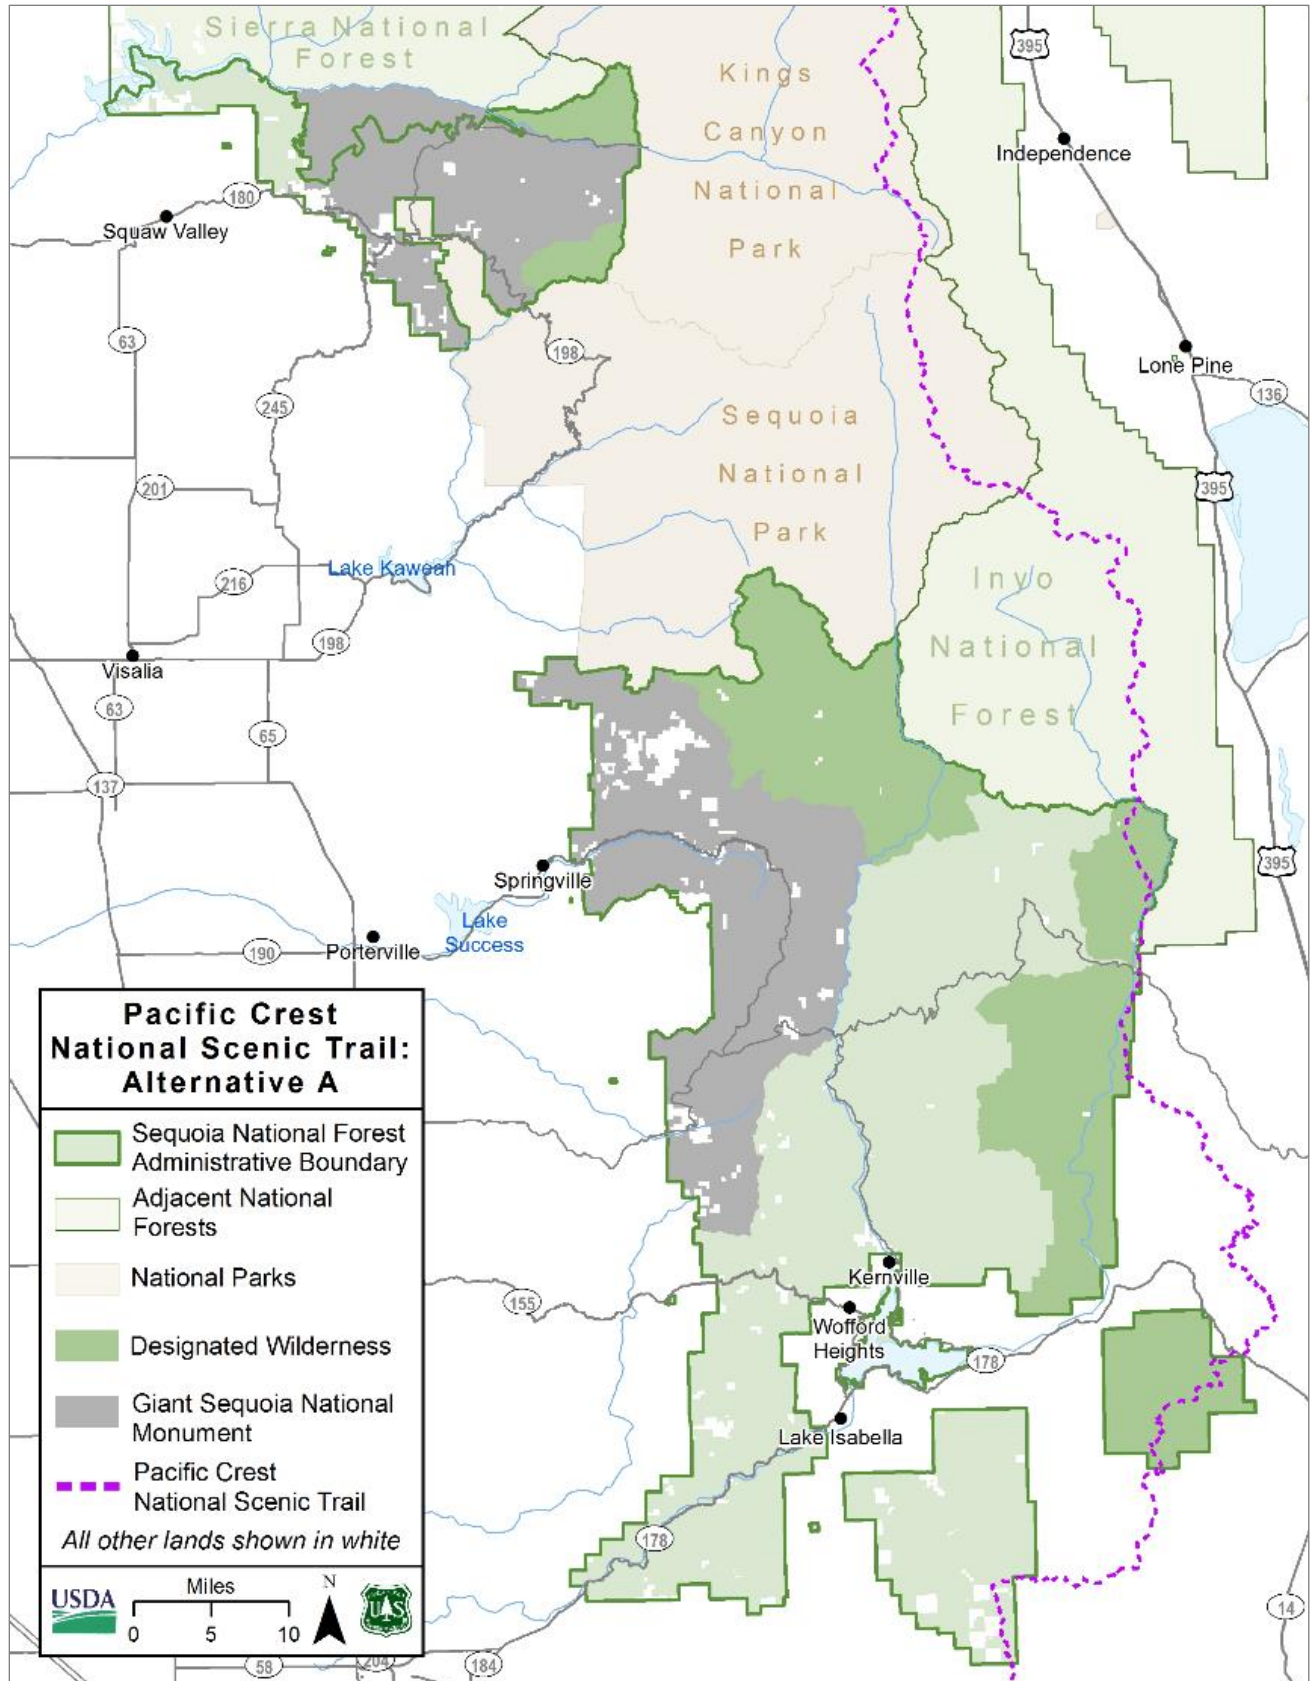 Sierra National
Forest
395
Kings
Canyon
National
Park
Independence
180
Squaw Valley
63
198
Lone Pine
136
245
Sequoia
National
Park
201
395
Lake Kaweah
216
Inyo
National
Forest
198
Visalia
63
65
137
395
Springville
Lake
Success
190
Porterville
Kernville
155
Wofford
Heights
178
Lake Isabella
178
14
58
204
184
Pacific Crest
National Scenic Trail:
Alternative A
Sequoia National Forest
Administrative Boundary
Adjacent National
Forests
National Parks
Designated Wilderness
Giant Sequoia National
Monument
Pacific Crest
National Scenic Trail
All other lands shown in white
USDA
Miles
0 5 10
N
U S